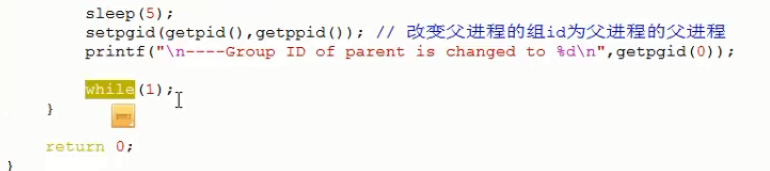 sleep(5);
setpgid(getpid(),getppid()); // 改变父进程的组id为父进程的父进程
printf("\n----Group ID of parent is changed to %d\n",getpgid(0));
while(1);
}
return 0;
}